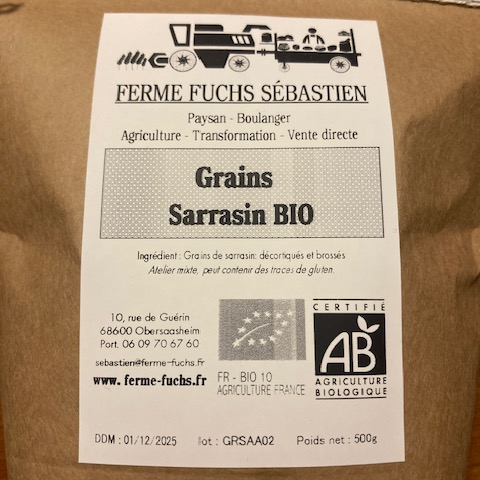 FERME FUCHS SÉBASTIEN
Paysan - Boulanger
Agriculture - Transformation - Vente directe
Grains
Sarrasin BIO
Ingrédient : Grains de sarrasin: décortiqués et brossés
Atelier mixte, peut contenir des traces de gluten.
10, rue de Guérin
68600 Obersaasheim
Port. 06 09 70 67 60
sebastien@ferme-fuchs.fr
www. ferme-fuchs.fr
FR - BIO 10
AGRICULTURE FRANCE
CERTIFIÉ
AB
AGRICULTURE
BIOLOGIQUE
DDM : 01/12/2025 lot : GRSAA02 Poids net : 500g